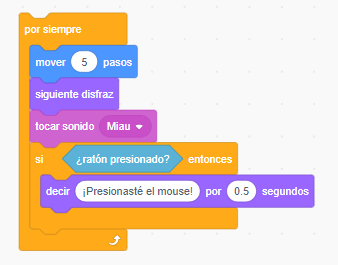 por siempre
mover 5 pasos
siguiente disfraz
tocar sonido Miau
si ¿ratón presionado? entonces
decir ¡Presionasté el mouse! por 0.5 segundos